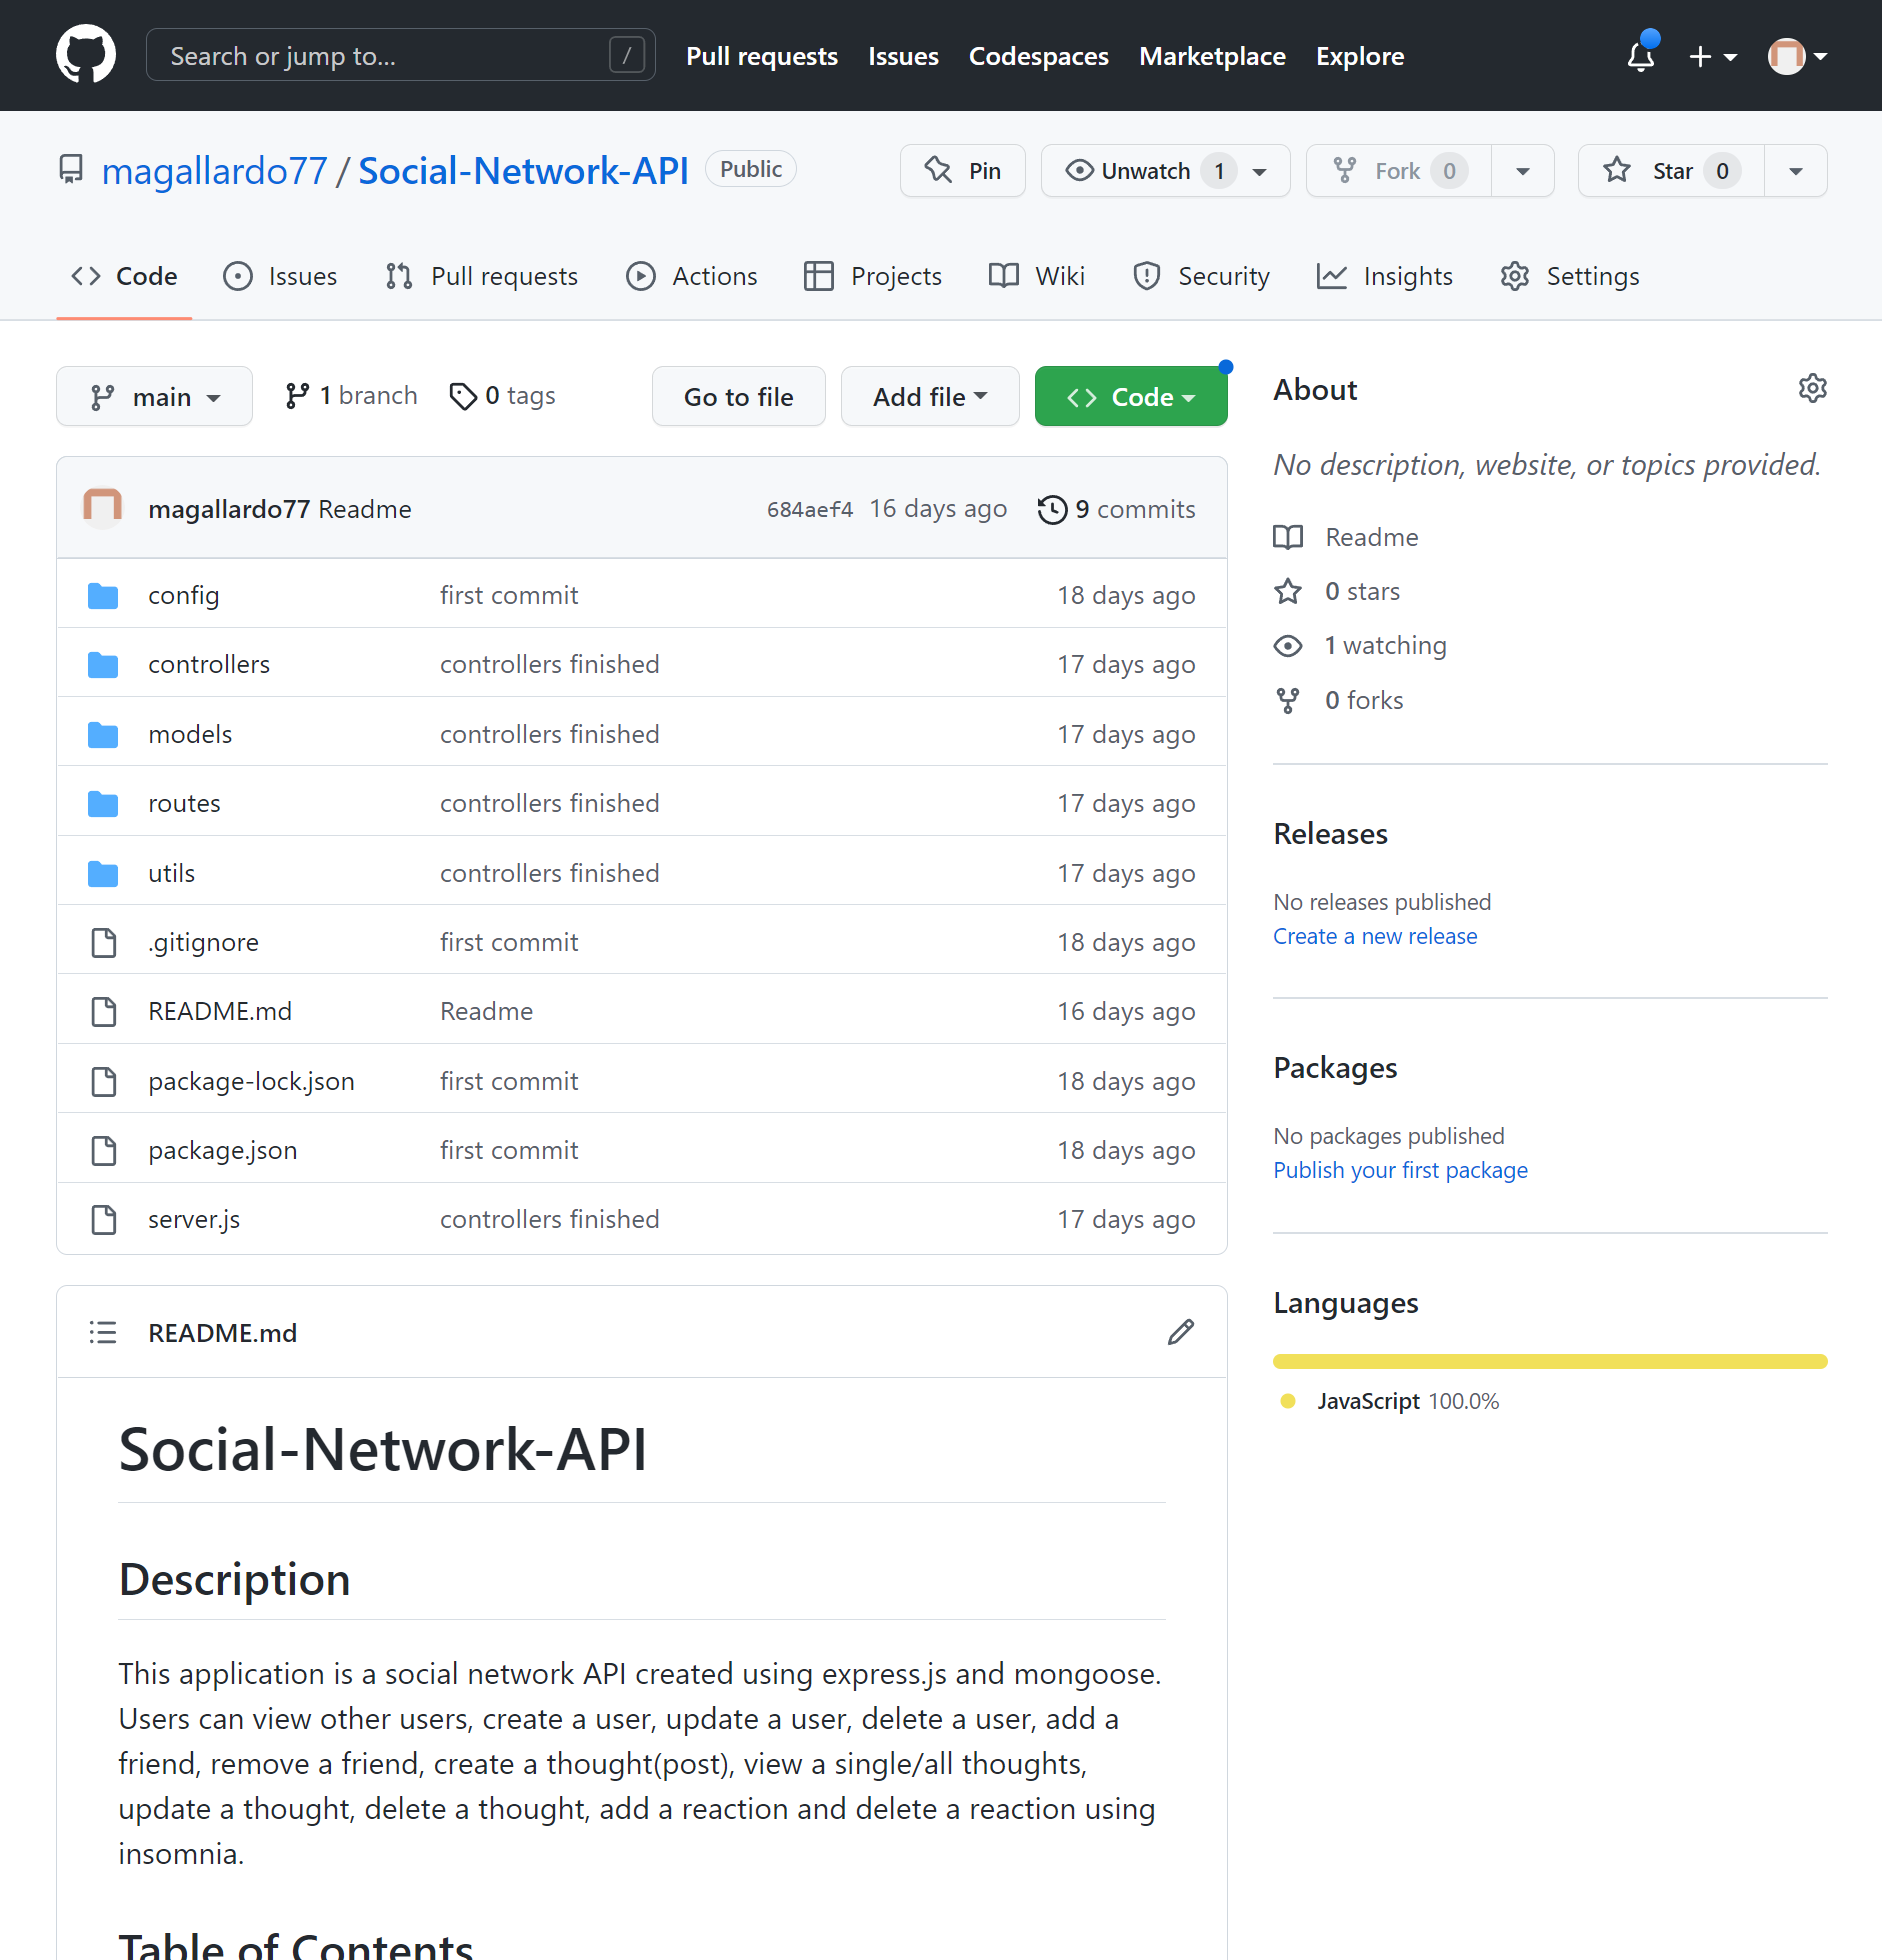 Search or jump to... /
Pull requests Issues Codespaces Marketplace Explore
magallardo77 / Social-Network-API Public
Pin Unwatch 1 Fork 0 Star 0
Code Issues Pull requests Actions Projects Wiki Security Insights Settings
main 1 branch 0 tags Go to file Add file Code
magallardo77 Readme 684aef4 16 days ago 9 commits
config first commit 18 days ago
controllers controllers finished 17 days ago
models controllers finished 17 days ago
routes controllers finished 17 days ago
utils controllers finished 17 days ago
.gitignore first commit 18 days ago
README.md Readme 16 days ago
package-lock.json first commit 18 days ago
package.json first commit 18 days ago
server.js controllers finished 17 days ago
README.md
Social-Network-API
Description
This application is a social network API created using express.js and mongoose.
Users can view other users, create a user, update a user, delete a user, add a
friend, remove a friend, create a thought(post), view a single/all thoughts,
update a thought, delete a thought, add a reaction and delete a reaction using
insomnia.
Table of Contents
About
No description, website, or topics provided.
Readme
0 stars
1 watching
0 forks
Releases
No releases published
Create a new release
Packages
No packages published
Publish your first package
Languages
JavaScript 100.0%